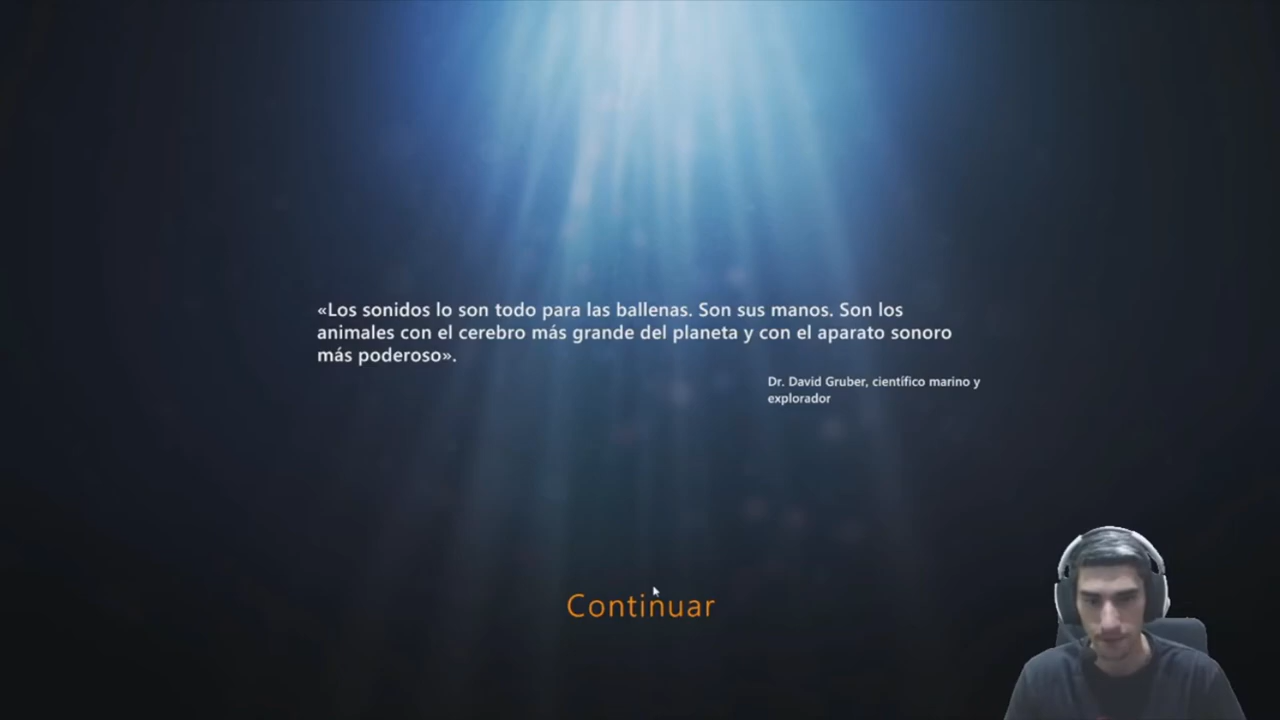 «Los sonidos lo son todo para las ballenas. Son sus manos. Son los
animales con el cerebro más grande del planeta y con el aparato sonoro
más poderoso».
Dr. David Gruber, científico marino y
explorador
Continuar